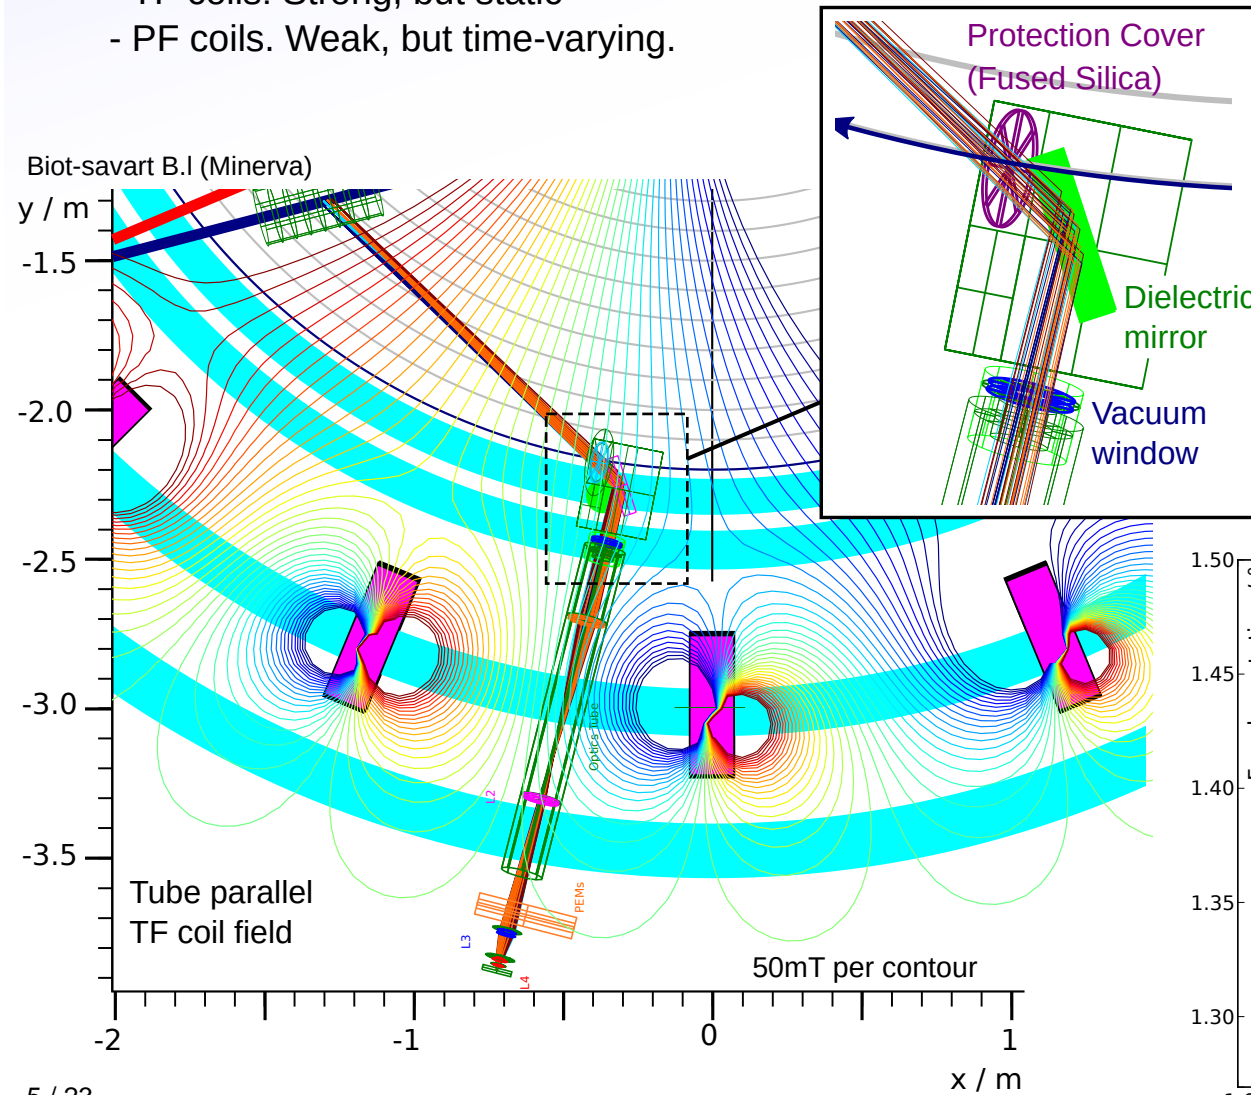 - PF coils. Weak, but time-varying.
Biot-savart B.l (Minerva)
y / m
-1.5
-2.0
-2.5
-3.0
-3.5
Protection Cover
(Fused Silica)
Dielectric
mirror
Vacuum
window
Optics Tube
L2
PEMs
L3
L4
Tube parallel
TF coil field
50mT per contour
-2
-1
0
1
x / m
1.50
1.45
1.40
1.35
1.30
5 / 23